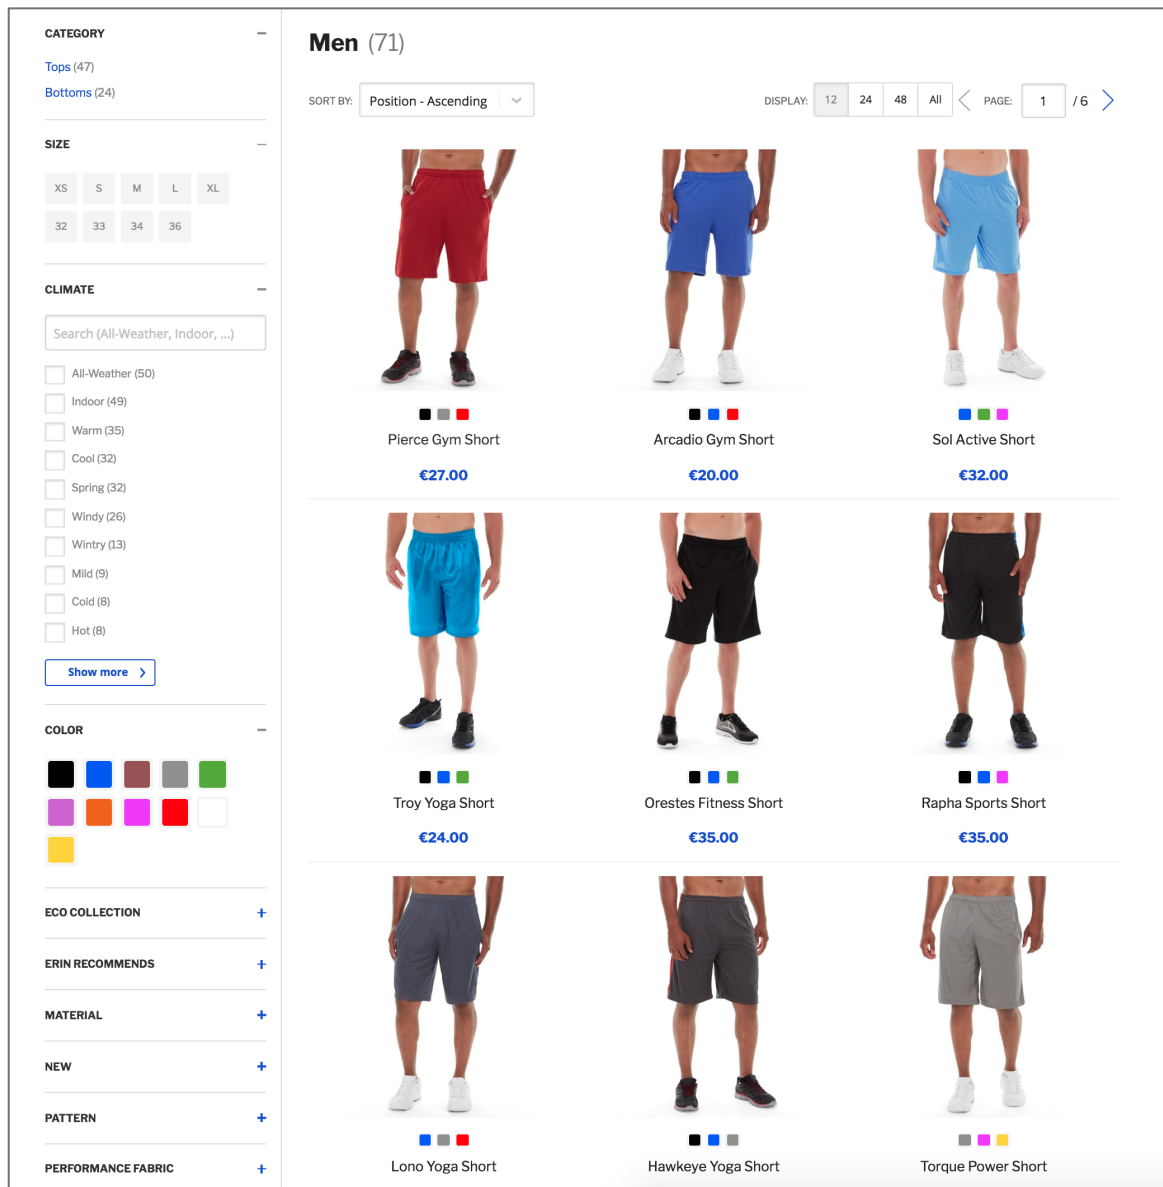 CATEGORY
Tops (47)
Bottoms (24)
SIZE
XS S M L XL
32 33 34 36
CLIMATE
Search (All-Weather, Indoor, ...)
All-Weather (50)
Indoor (49)
Warm (35)
Cool (32)
Spring (32)
Windy (26)
Wintry (13)
Mild (9)
Cold (8)
Hot (8)
Show more
COLOR
ECO COLLECTION
ERIN RECOMMENDS
MATERIAL
NEW
PATTERN
PERFORMANCE FABRIC
Men (71)
SORT BY: Position - Ascending
DISPLAY: 12 24 48 All PAGE: 1 / 6
Pierce Gym Short
€27.00
Arcadio Gym Short
€20.00
Sol Active Short
€32.00
Troy Yoga Short
€24.00
Orestes Fitness Short
€35.00
Rapha Sports Short
€35.00
Lono Yoga Short
Hawkeye Yoga Short
Torque Power Short